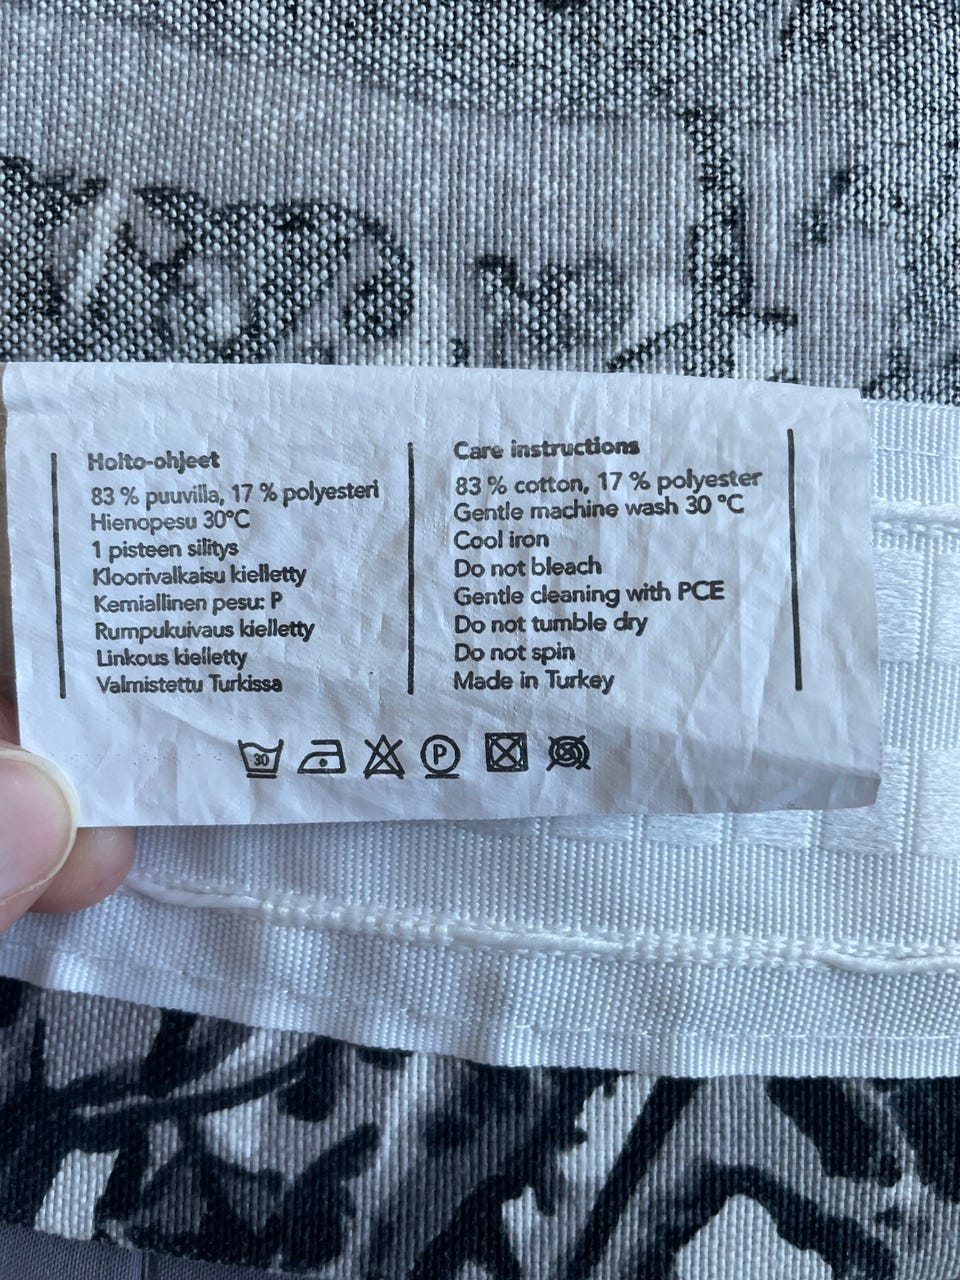 Hoito-ohjeet
83 % puuvilla, 17 % polyesteri
Hienopesu 30°C
1 pisteen silitys
Kloorivalkaisu kielletty
Kemiallinen pesu: P
Rumpukuivaus kielletty
Linkous kielletty
Valmistettu Turkissa
Care instructions
83 % cotton, 17 % polyester
Gentle machine wash 30 °C
Cool iron
Do not bleach
Gentle cleaning with PCE
Do not tumble dry
Do not spin
Made in Turkey
30 P